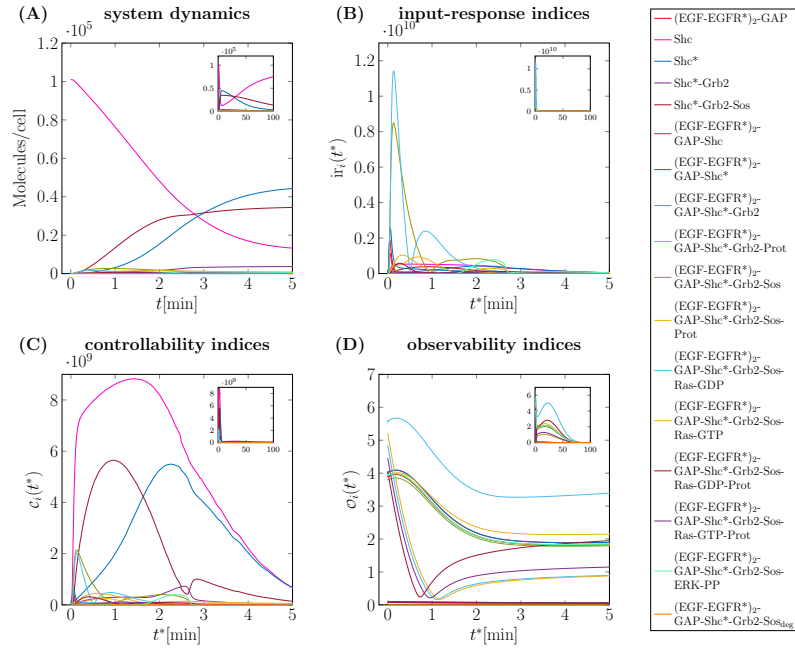 (A) system dynamics
·10^5
1.2
1
0.8
0.6
0.4
0.2
0
Molecules/cell
0 1 2 3 4 5
t[min]
·10^5
1
0.5
0
0 50 100
(B) input-response indices
·10^10
1.2
1
0.8
0.6
0.4
0.2
0
ir_i(t*)
0 1 2 3 4 5
t*[min]
·10^10
1
0.5
0
0 50 100
(C) controllability indices
·10^9
8
6
4
2
0
c_i(t*)
0 1 2 3 4 5
t*[min]
·10^9
8
6
4
2
0
0 50 100
(D) observability indices
7
6
5
4
3
2
1
0
o_i(t*)
0 1 2 3 4 5
t*[min]
6
4
2
0
0 50 100
(EGF-EGFR*)₂-GAP
Shc
Shc*
Shc*-Grb2
Shc*-Grb2-Sos
(EGF-EGFR*)₂-
GAP-Shc
(EGF-EGFR*)₂-
GAP-Shc*
(EGF-EGFR*)₂-
GAP-Shc*-Grb2
(EGF-EGFR*)₂-
GAP-Shc*-Grb2-Prot
(EGF-EGFR*)₂-
GAP-Shc*-Grb2-Sos
(EGF-EGFR*)₂-
GAP-Shc*-Grb2-Sos-
Prot
(EGF-EGFR*)₂-
GAP-Shc*-Grb2-Sos-
Ras-GDP
(EGF-EGFR*)₂-
GAP-Shc*-Grb2-Sos-
Ras-GTP
(EGF-EGFR*)₂-
GAP-Shc*-Grb2-Sos-
Ras-GDP-Prot
(EGF-EGFR*)₂-
GAP-Shc*-Grb2-Sos-
Ras-GTP-Prot
(EGF-EGFR*)₂-
GAP-Shc*-Grb2-Sos-
ERK-PP
(EGF-EGFR*)₂-
GAP-Shc*-Grb2-Sos_deg